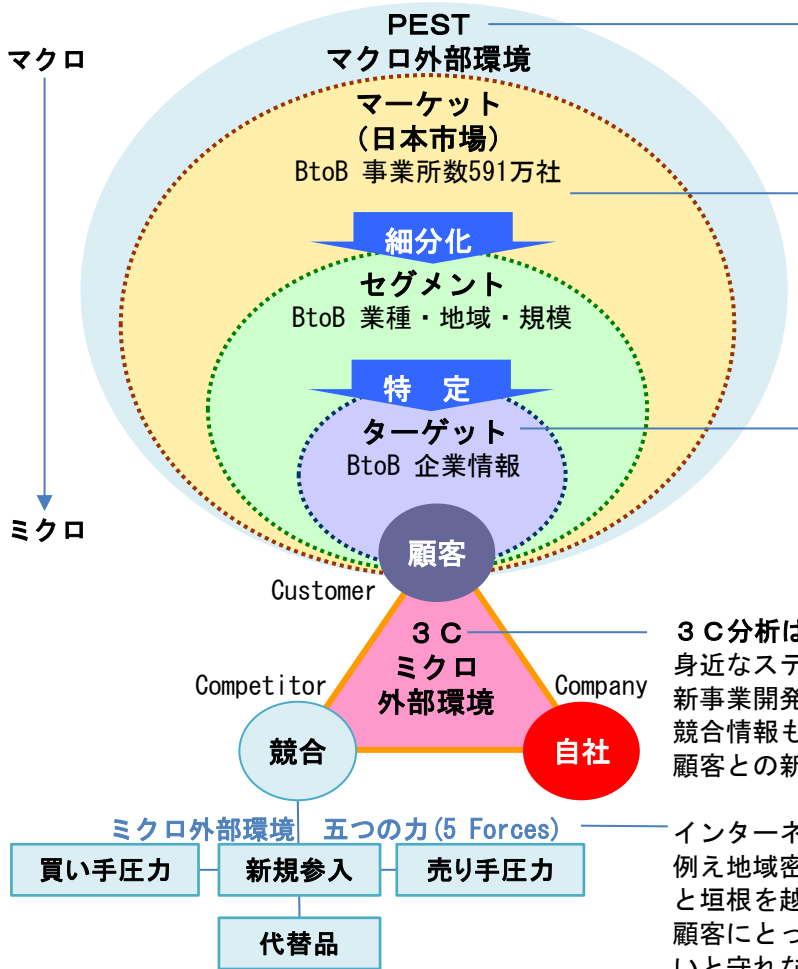 PEST
マクロ外部環境
マクロ
マーケット
(日本市場)
BtoB 事業所数591万社
細分化
セグメント
BtoB 業種・地域・規模
特 定
ターゲット
BtoB 企業情報
ミクロ
顧客
Customer
3C
ミクロ
外部環境
Competitor
Company
競合
自社
3C分析は
身近なステ
新事業開発
競合情報も
顧客との新
ミクロ外部環境 五つの力(5 Forces)
買い手圧力
新規参入
売り手圧力
代替品
インターネ
例え地域密
と垣根を越
顧客にとっ
いと守れな